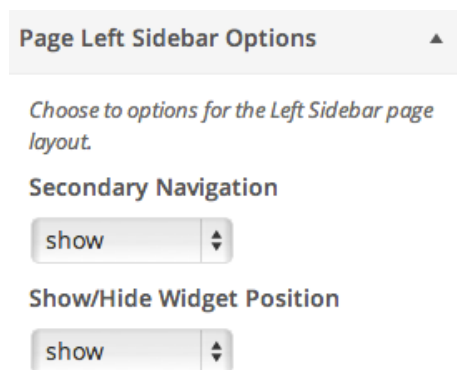 Page Left Sidebar Options
Choose to options for the Left Sidebar page
layout.
Secondary Navigation
show
Show/Hide Widget Position
show